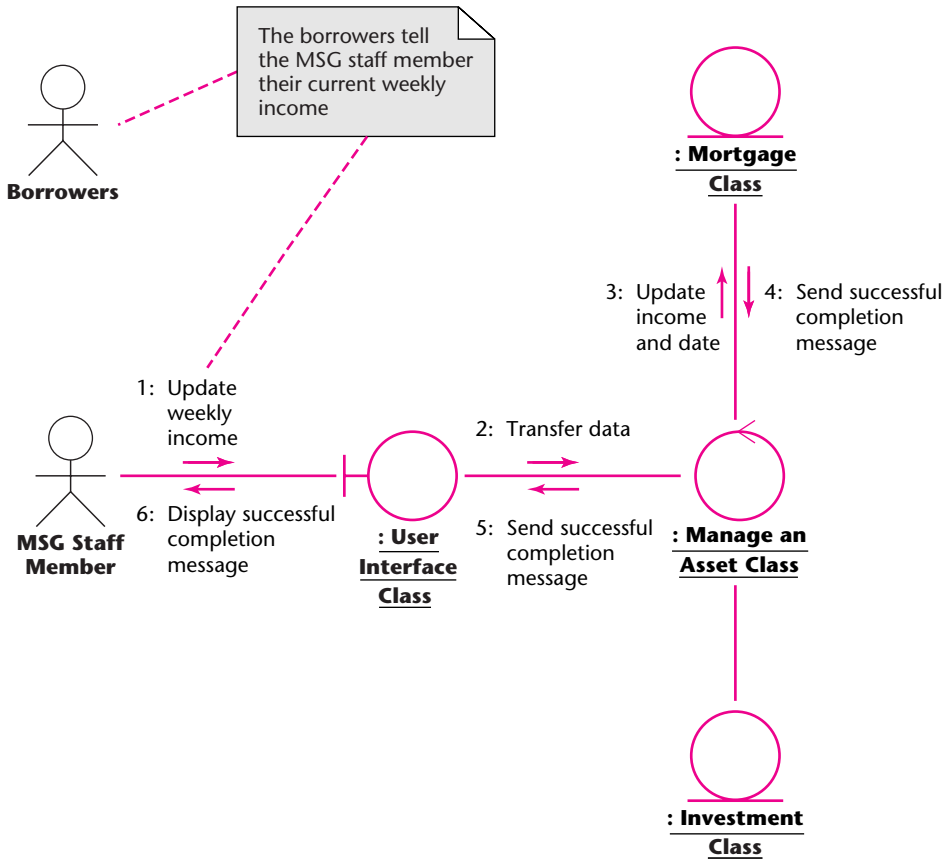 The borrowers tell
the MSG staff member
their current weekly
income
Borrowers
: Mortgage
Class
3: Update
income
and date
4: Send successful
completion
message
1: Update
weekly
income
2: Transfer data
6: Display successful
completion
message
5: Send successful
completion
message
MSG Staff
Member
: User
Interface
Class
: Manage an
Asset Class
: Investment
Class